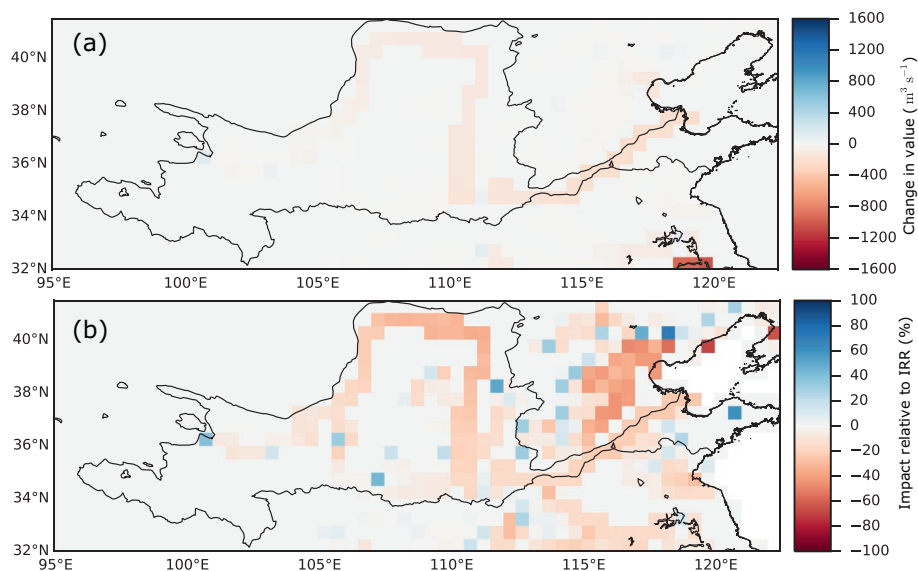 (a)
40°N
38°N
36°N
34°N
32°N
95°E 100°E 105°E 110°E 115°E 120°E
1600
1200
800
400
0
−400
−800
−1200
−1600
Change in value ( m³ s⁻¹)
(b)
40°N
38°N
36°N
34°N
32°N
95°E 100°E 105°E 110°E 115°E 120°E
100
80
60
40
20
0
−20
−40
−60
−80
−100
Impact relative to IRR (%)